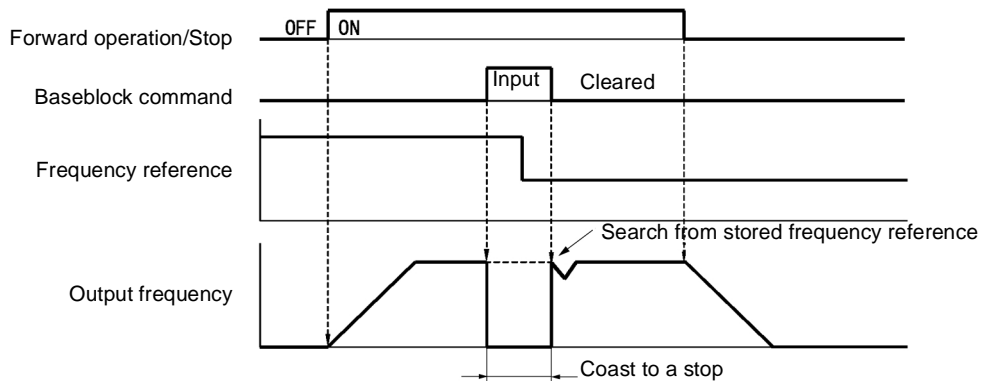 Forward operation/Stop
OFF ON
Baseblock command
Input
Cleared
Frequency reference
Search from stored frequency reference
Output frequency
Coast to a stop